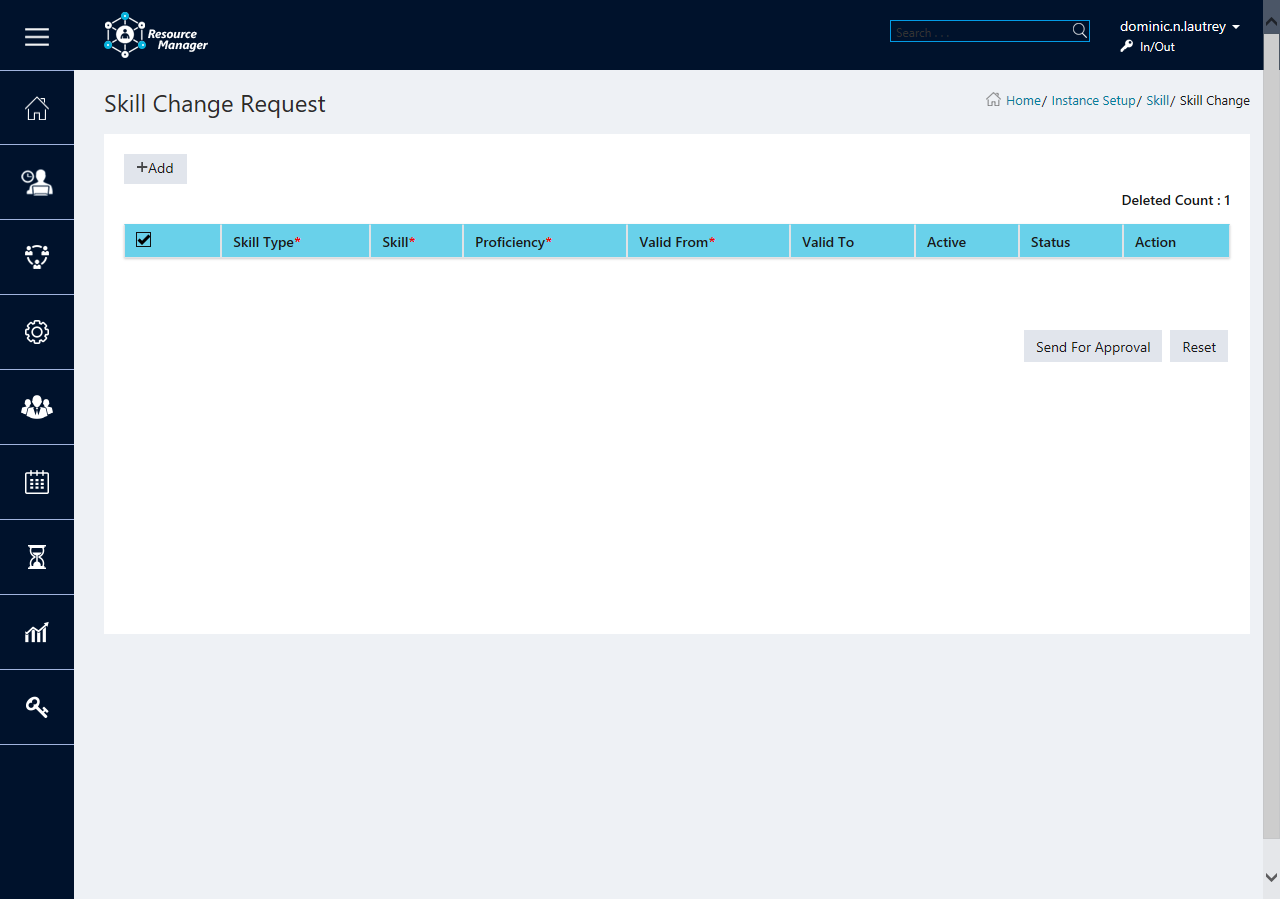 Resource
Manager
Search . . .
dominic.n.lautrey
In/Out
Skill Change Request
Home/ Instance Setup/ Skill/ Skill Change
+Add
Deleted Count : 1
Skill Type* Skill* Proficiency* Valid From* Valid To Active Status Action
Send For Approval Reset